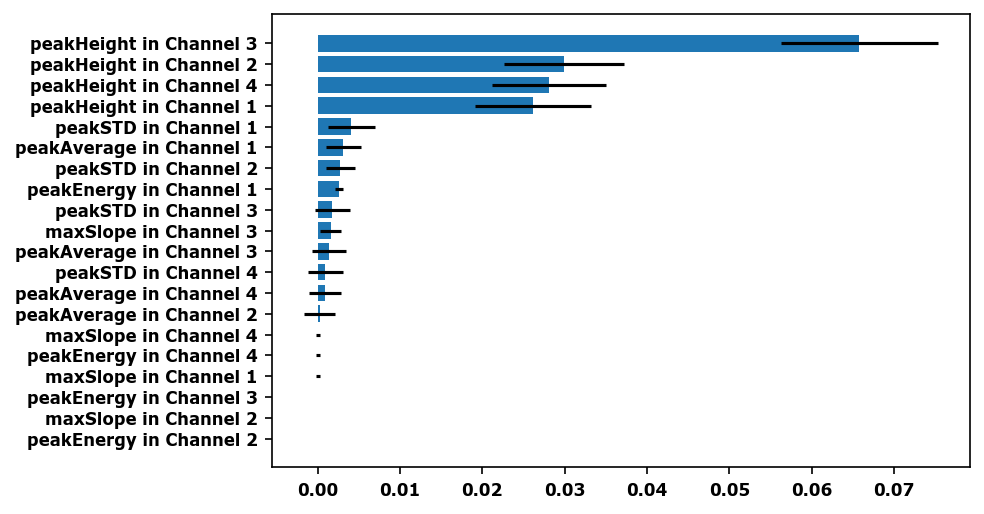 peakHeight in Channel 3
peakHeight in Channel 2
peakHeight in Channel 4
peakHeight in Channel 1
peakSTD in Channel 1
peakAverage in Channel 1
peakSTD in Channel 2
peakEnergy in Channel 1
peakSTD in Channel 3
maxSlope in Channel 3
peakAverage in Channel 3
peakSTD in Channel 4
peakAverage in Channel 4
peakAverage in Channel 2
maxSlope in Channel 4
peakEnergy in Channel 4
maxSlope in Channel 1
peakEnergy in Channel 3
maxSlope in Channel 2
peakEnergy in Channel 2
0.00 0.01 0.02 0.03 0.04 0.05 0.06 0.07